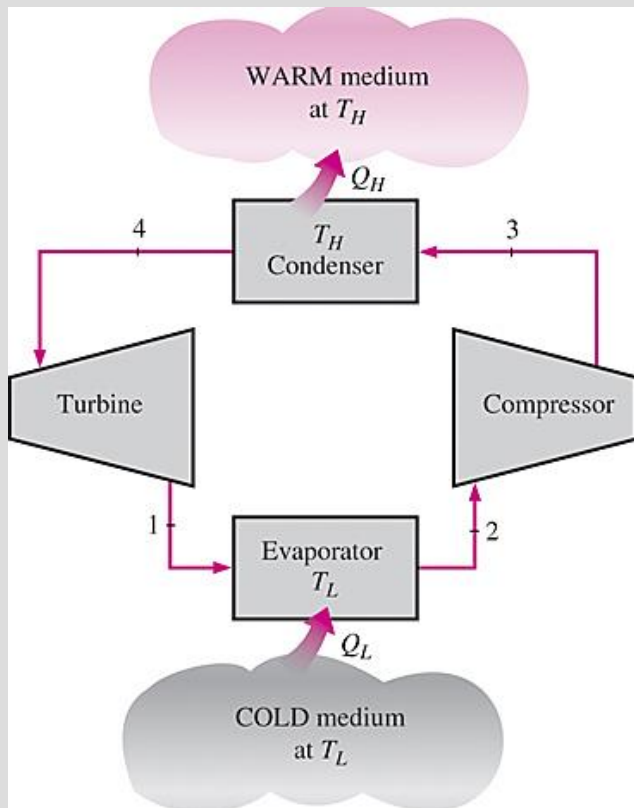 WARM medium
at T_H
Q_H
4
T_H
Condenser
3
Turbine
Compressor
1
Evaporator
T_L
2
Q_L
COLD medium
at T_L